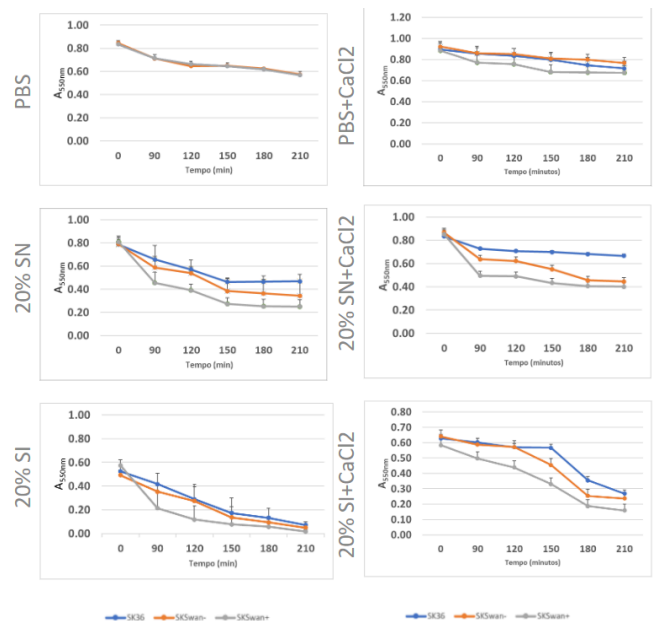 PBS
A550nm
1.00
0.80
0.60
0.40
0.20
0.00
0 90 120 150 180 210
Tempo (min)
PBS+CaCl2
A550nm
1.20
1.00
0.80
0.60
0.40
0.20
0.00
0 90 120 150 180 210
Tempo (minutos)
20% SN
A550nm
1.00
0.80
0.60
0.40
0.20
0.00
0 90 120 150 180 210
Tempo (min)
20% SN+CaCl2
A550nm
1.00
0.80
0.60
0.40
0.20
0.00
0 90 120 150 180 210
Tempo (minutos)
20% SI
A550nm
1.00
0.80
0.60
0.40
0.20
0.00
0 90 120 150 180 210
Tempo (min)
20% SI+CaCl2
A550nm
0.80
0.70
0.60
0.50
0.40
0.30
0.20
0.10
0.00
0 90 120 150 180 210
Tempo (minutos)
SK36 SKSwan- SKSwan+
SK36 SKSwan- SKSwan+